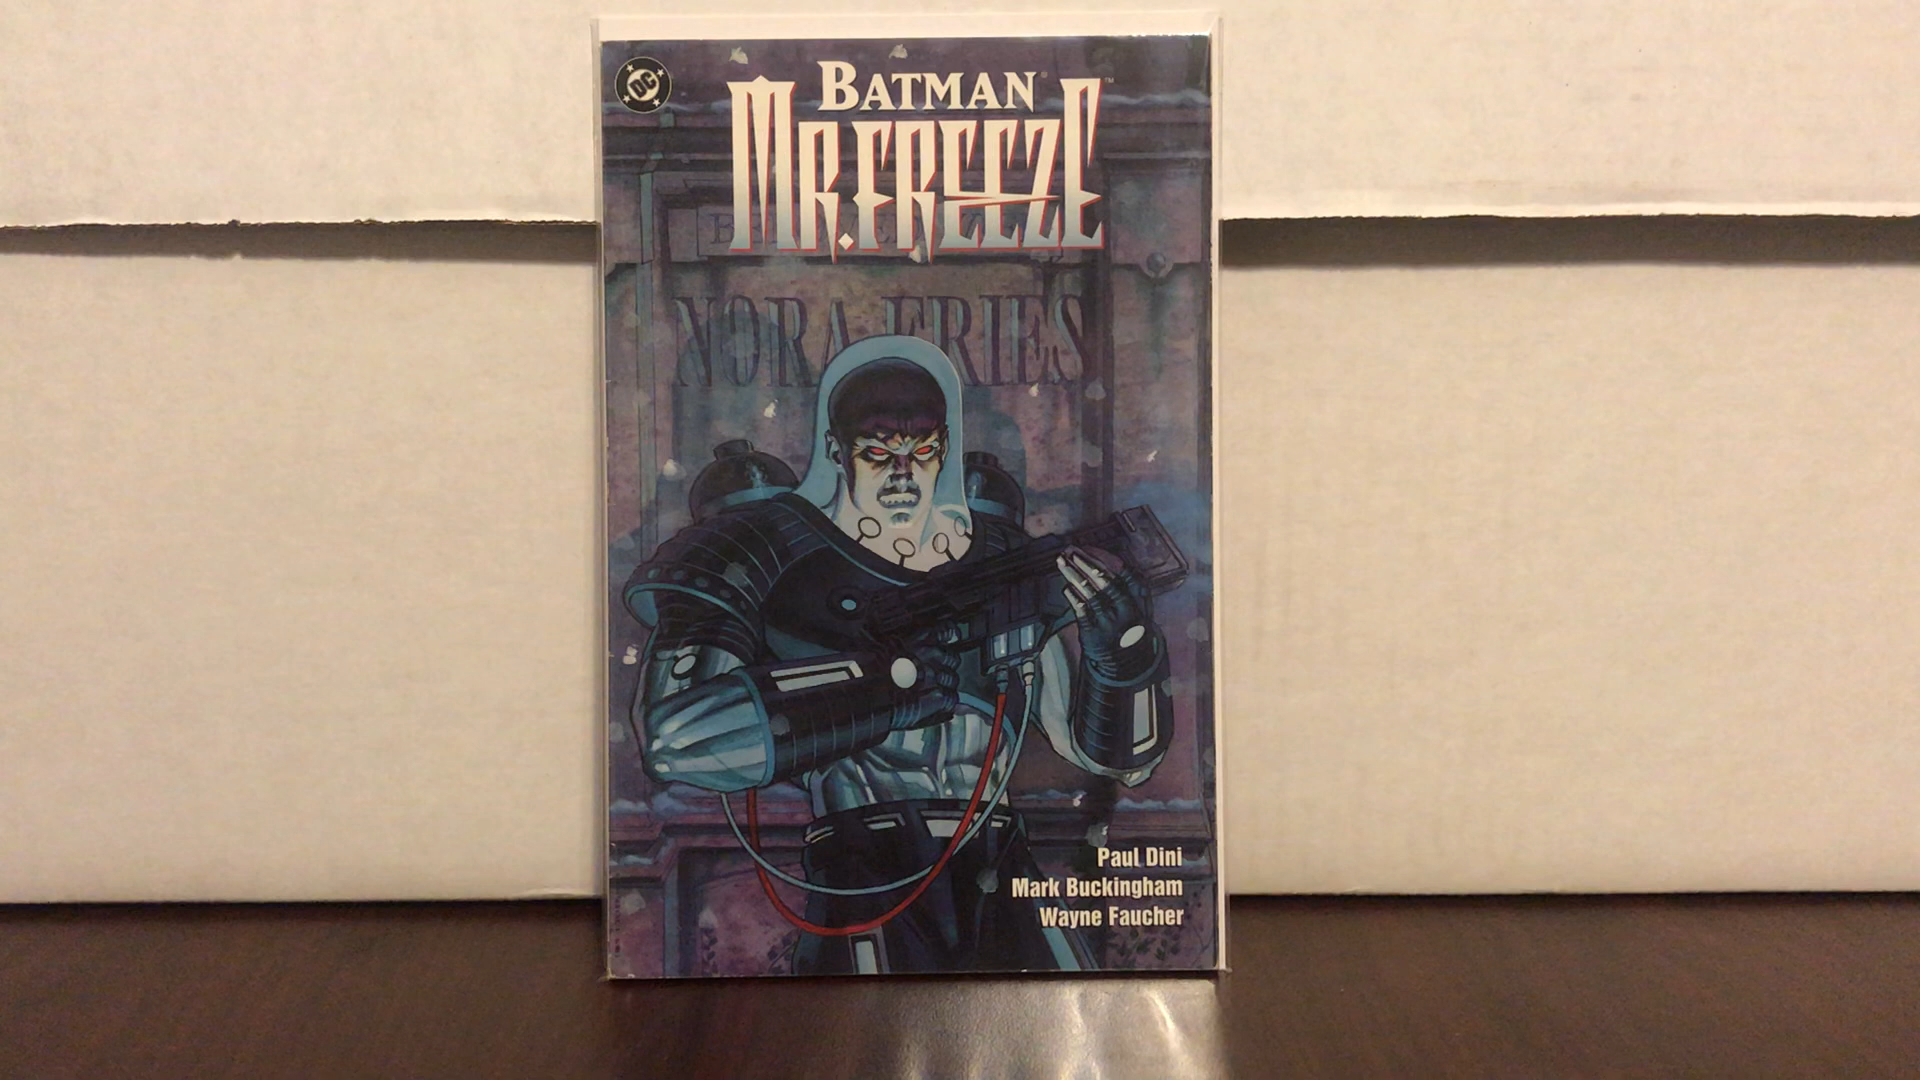 DC
BATMAN
MR. FREEZE
NORA FRIES
Paul Dini
Mark Buckingham
Wayne Faucher